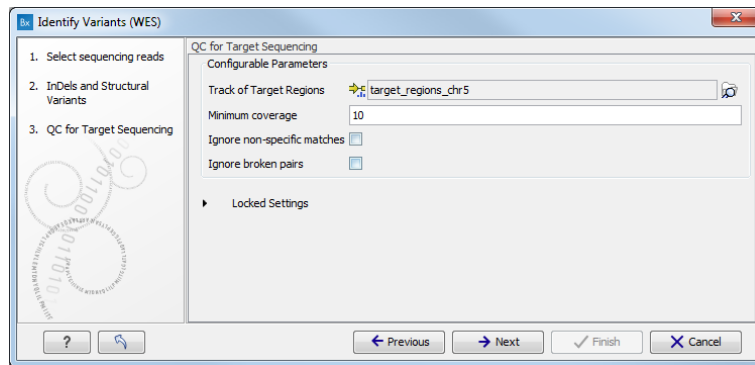 Bx Identify Variants (WES)
1. Select sequencing reads
2. InDels and Structural
Variants
3. QC for Target Sequencing
QC for Target Sequencing
Configurable Parameters
Track of Target Regions target_regions_chr5
Minimum coverage 10
Ignore non-specific matches
Ignore broken pairs
Locked Settings
? Previous Next Finish Cancel